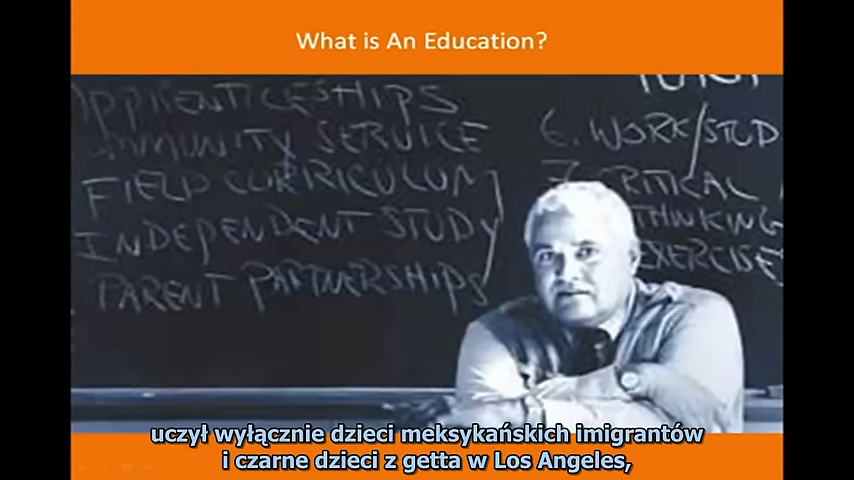 What is An Education?
APPRENTICESHIPS
COMMUNITY SERVICE
FIELD CURRICULUM
INDEPENDENT STUDY
PARENT PARTNERSHIPS
6. WORK/STUD
7. CRITICAL
THINKING
EXERCISES
uczył wyłącznie dzieci meksykańskich imigrantów
i czarne dzieci z getta w Los Angeles,